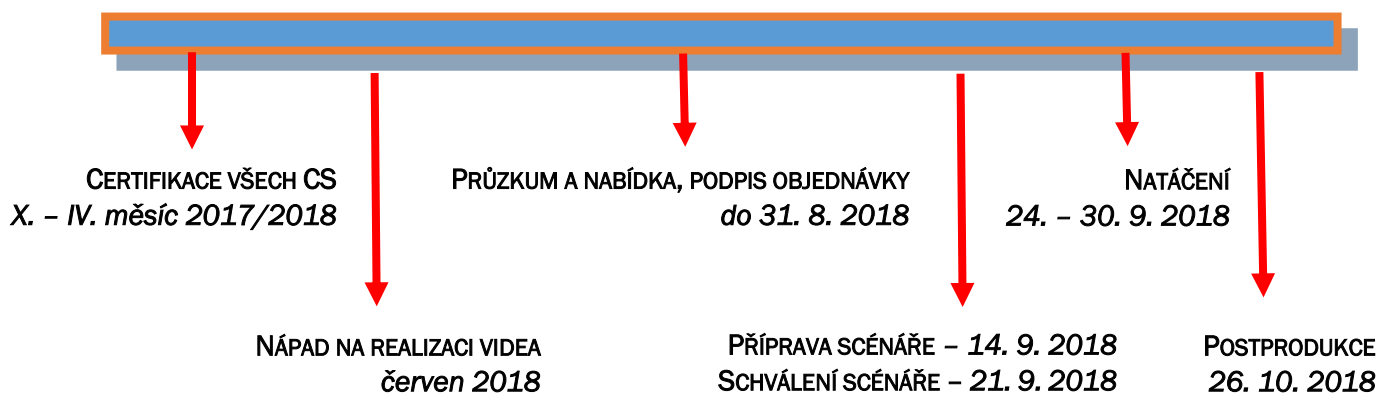 Certifikace všech CS
X. – IV. měsíc 2017/2018
Nápad na realizaci videa
červen 2018
Průzkum a nabídka, podpis objednávky
do 31. 8. 2018
Příprava scénáře – 14. 9. 2018
Schválení scénáře – 21. 9. 2018
Natáčení
24. – 30. 9. 2018
Postprodukce
26. 10. 2018